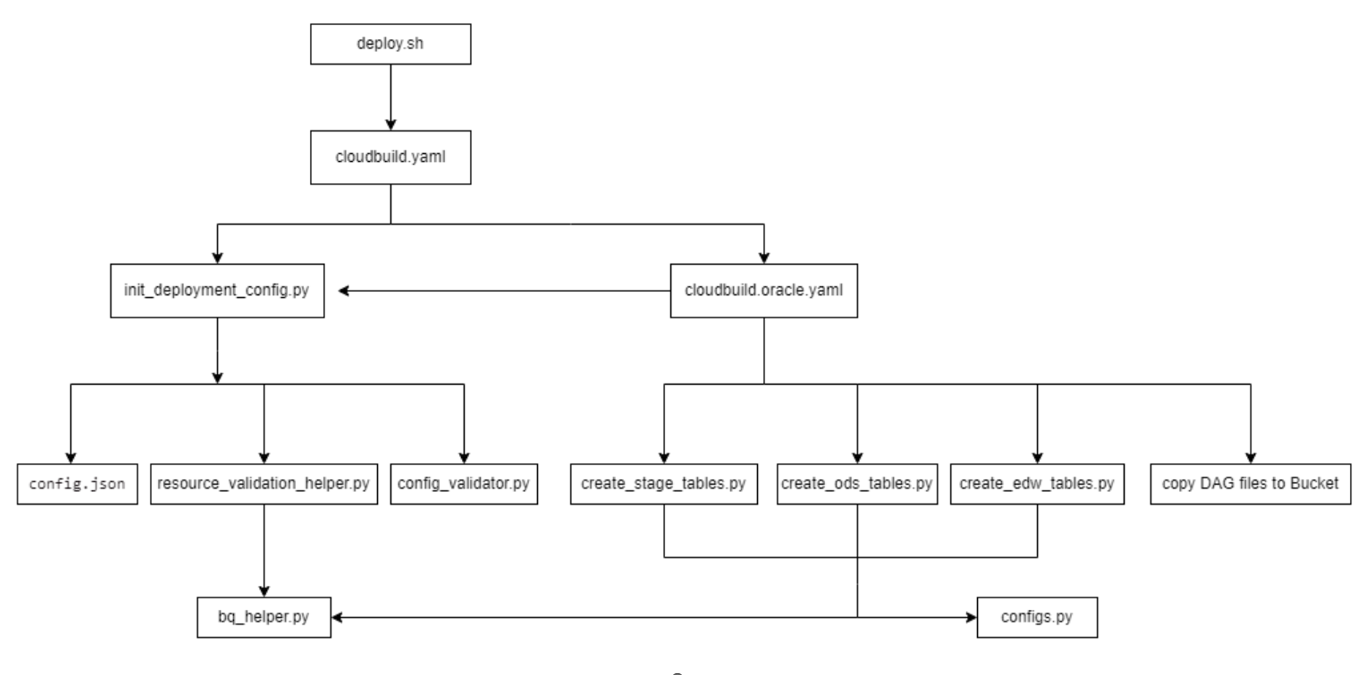 deploy.sh
cloudbuild.yaml
init_deployment_config.py
cloudbuild.oracle.yaml
config.json
resource_validation_helper.py
config_validator.py
create_stage_tables.py
create_ods_tables.py
create_edw_tables.py
copy DAG files to Bucket
bq_helper.py
configs.py